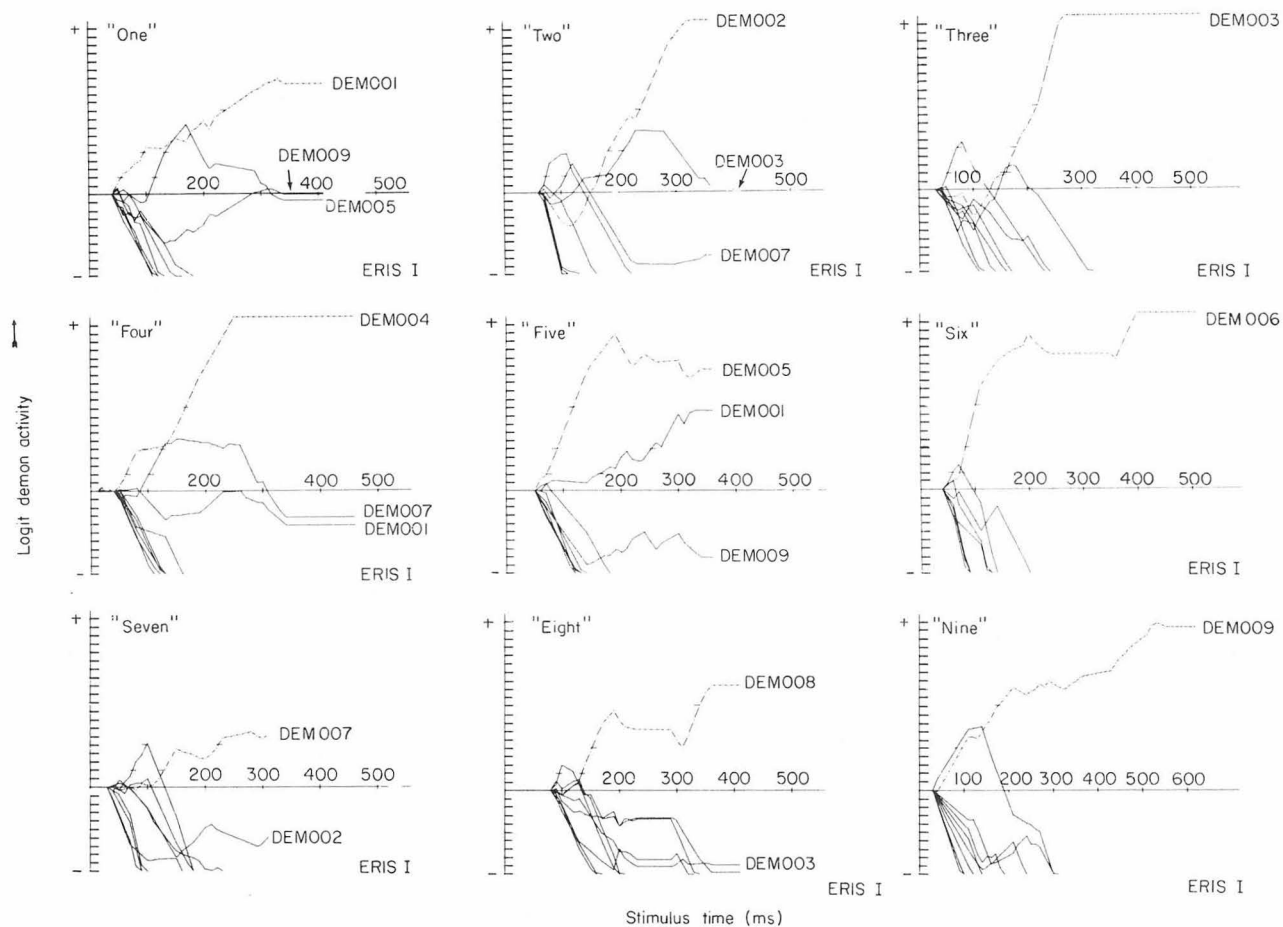 "One"
+
DEM001
DEM009
200 400 500
DEM005
-
ERIS I
"Two"
+
DEM002
DEM003
200 300 500
DEM007
-
ERIS I
"Three"
+
DEM003
100 200 300 400 500
-
ERIS I
"Four"
+
DEM004
200 400 500
DEM007
DEM001
-
ERIS I
"Five"
+
DEM005
DEM001
100 200 300 400 500
DEM009
-
ERIS I
"Six"
+
DEM006
200 300 400 500
-
ERIS I
"Seven"
+
DEM007
200 300 400 500
DEM002
-
ERIS I
"Eight"
+
DEM008
200 300 400 500
DEM003
-
ERIS I
"Nine"
+
DEM009
100 200 300 400 500 600
-
ERIS I
Logit demon activity
Stimulus time (ms)